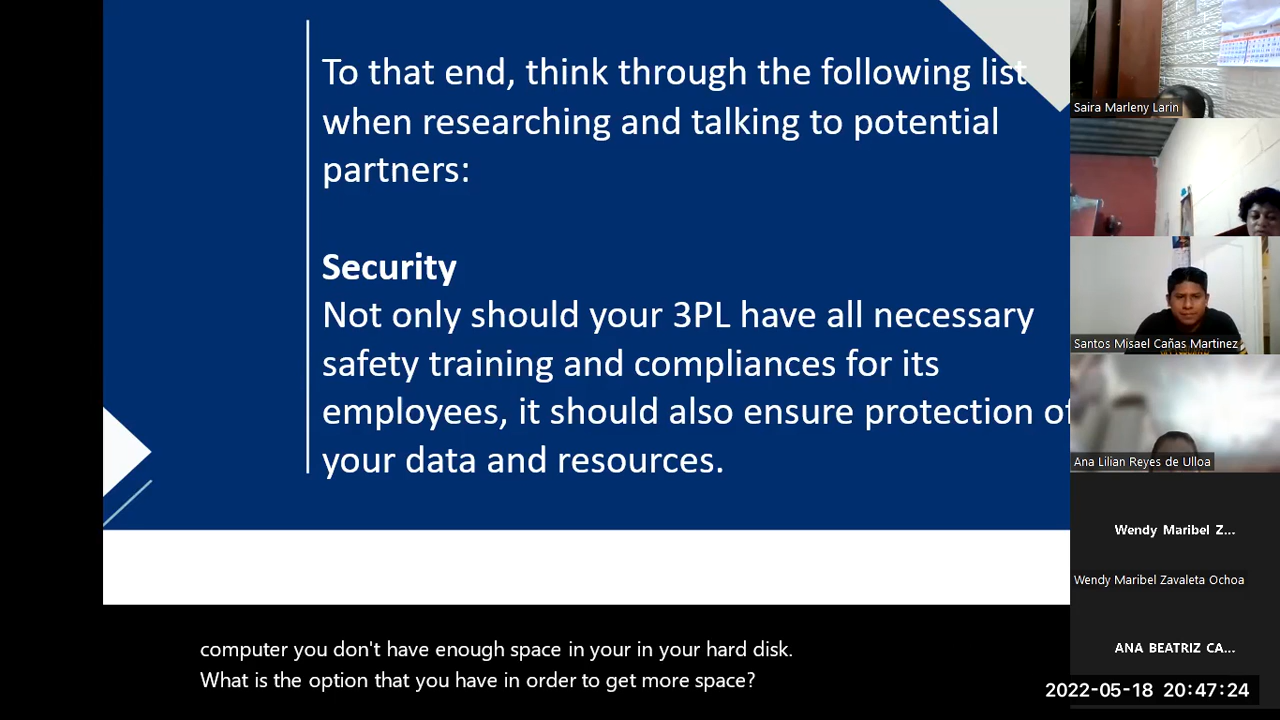 To that end, think through the following list
when researching and talking to potential
partners:
Security
Not only should your 3PL have all necessary
safety training and compliances for its
employees, it should also ensure protection of
your data and resources.
computer you don't have enough space in your in your hard disk.
What is the option that you have in order to get more space?
Saira Marleny Larin
Santos Misael Cañas Martinez
Ana Lilian Reyes de Ulloa
Wendy Maribel Z...
Wendy Maribel Zavaleta Ochoa
ANA BEATRIZ CA...
2022-05-18 20:47:24